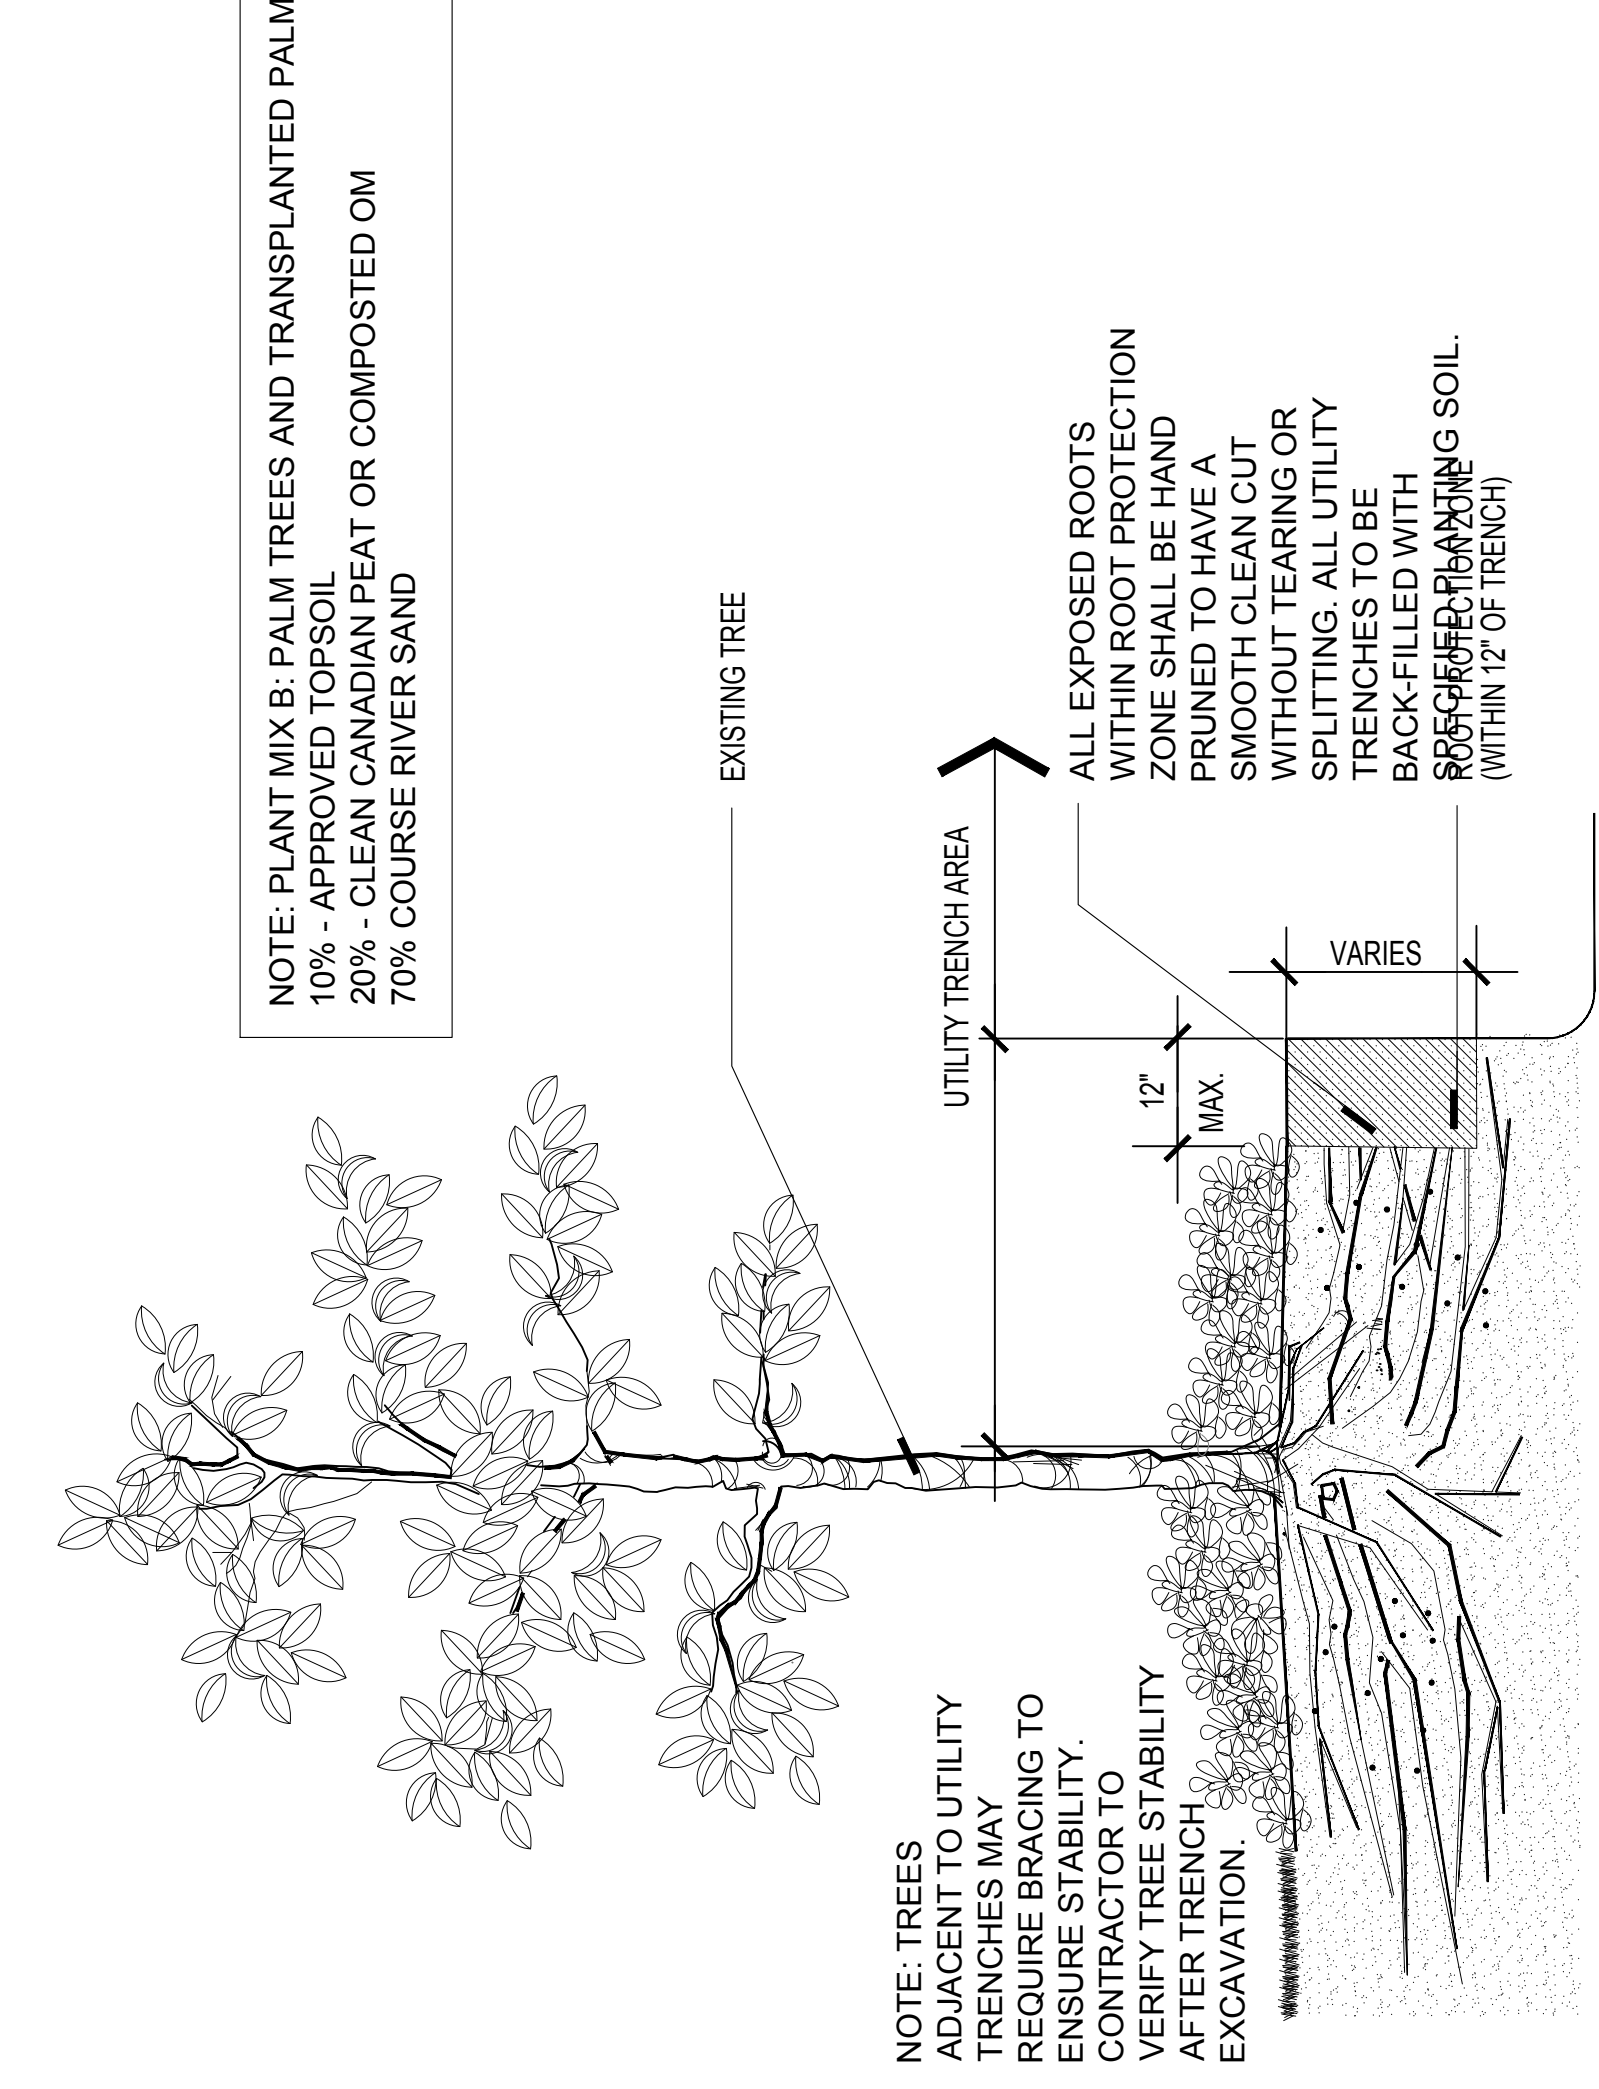 NOTE: PLANT MIX B: PALM TREES AND TRANSPLANTED PALM
10% - APPROVED TOPSOIL
20% - CLEAN CANADIAN PEAT OR COMPOSTED OM
70% COURSE RIVER SAND
EXISTING TREE
UTILITY TRENCH AREA
ALL EXPOSED ROOTS
WITHIN ROOT PROTECTION
ZONE SHALL BE HAND
PRUNED TO HAVE A
SMOOTH CLEAN CUT
WITHOUT TEARING OR
SPLITTING. ALL UTILITY
TRENCHES TO BE
BACK-FILLED WITH
SPECIFIED PLANTING SOIL.
ROOT PROTECTION ZONE
(WITHIN 12" OF TRENCH)
12"
MAX.
VARIES
NOTE: TREES
ADJACENT TO UTILITY
TRENCHES MAY
REQUIRE BRACING TO
ENSURE STABILITY.
CONTRACTOR TO
VERIFY TREE STABILITY
AFTER TRENCH
EXCAVATION.